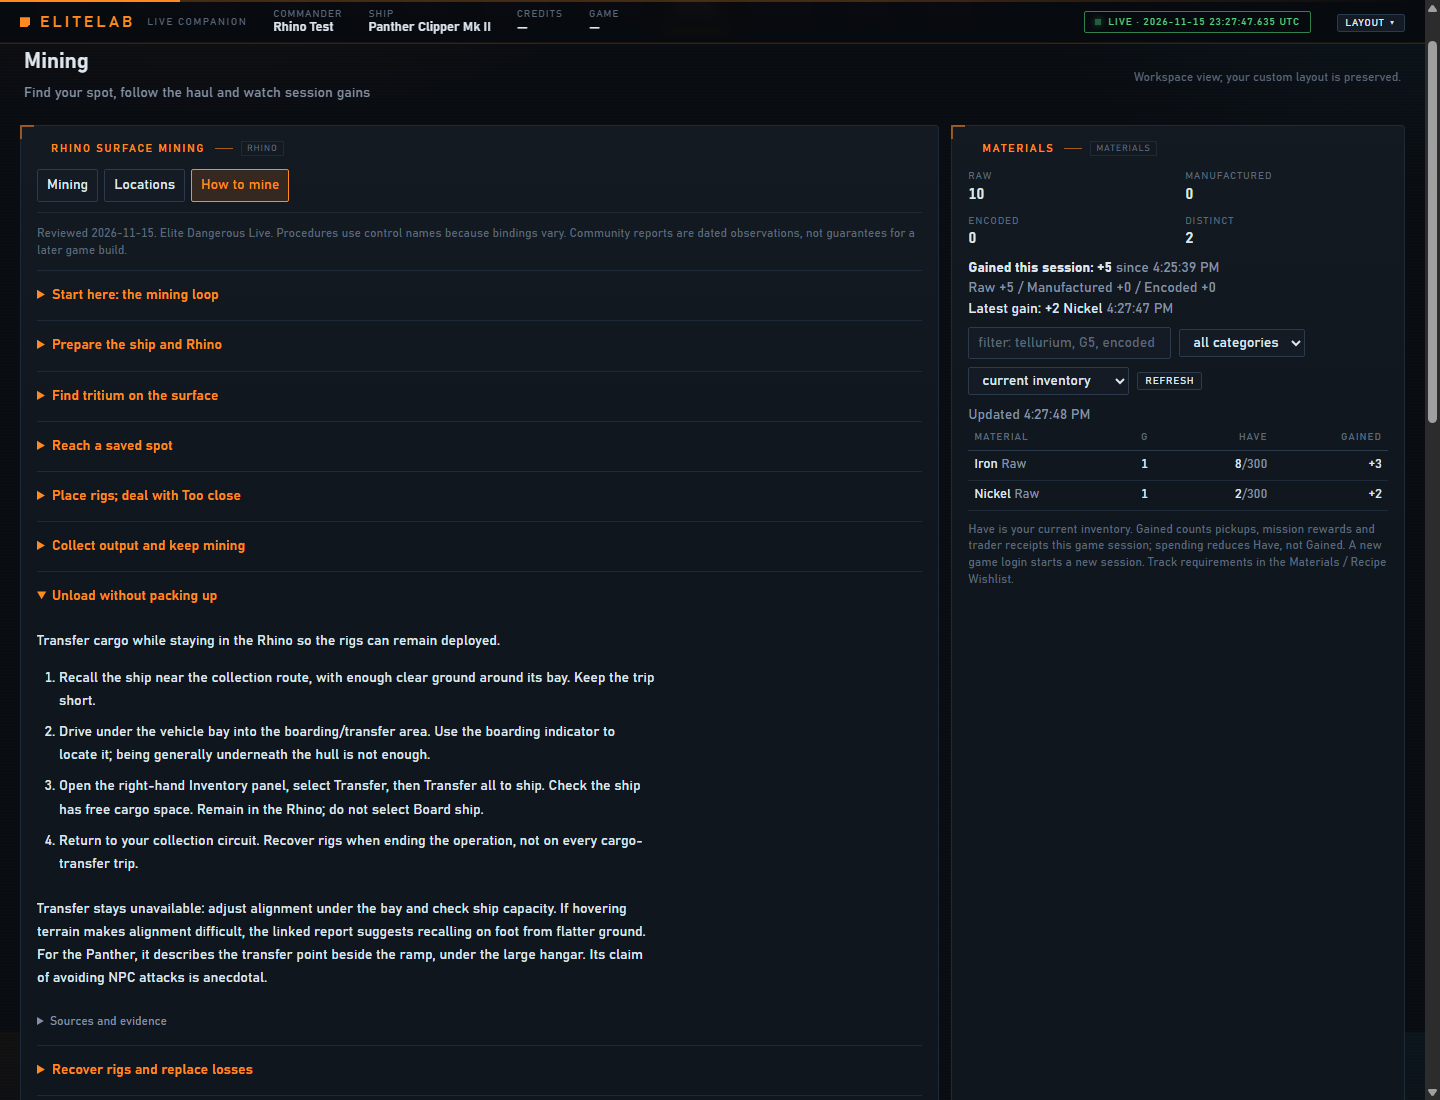 ELITELAB LIVE COMPANION
COMMANDER
Rhino Test
SHIP
Panther Clipper Mk II
CREDITS
—
GAME
—
LIVE · 2026-11-15 23:27:47.635 UTC
LAYOUT ▾
Mining
Find your spot, follow the haul and watch session gains
Workspace view; your custom layout is preserved.
RHINO SURFACE MINING — RHINO
Mining Locations How to mine
Reviewed 2026-11-15. Elite Dangerous Live. Procedures use control names because bindings vary. Community reports are dated observations, not guarantees for a
later game build.
Start here: the mining loop
Prepare the ship and Rhino
Find tritium on the surface
Reach a saved spot
Place rigs; deal with Too close
Collect output and keep mining
Unload without packing up
Transfer cargo while staying in the Rhino so the rigs can remain deployed.
1. Recall the ship near the collection route, with enough clear ground around its bay. Keep the trip
short.
2. Drive under the vehicle bay into the boarding/transfer area. Use the boarding indicator to
locate it; being generally underneath the hull is not enough.
3. Open the right-hand Inventory panel, select Transfer, then Transfer all to ship. Check the ship
has free cargo space. Remain in the Rhino; do not select Board ship.
4. Return to your collection circuit. Recover rigs when ending the operation, not on every cargo-
transfer trip.
Transfer stays unavailable: adjust alignment under the bay and check ship capacity. If hovering
terrain makes alignment difficult, the linked report suggests recalling on foot from flatter ground.
For the Panther, it describes the transfer point beside the ramp, under the large hangar. Its claim
of avoiding NPC attacks is anecdotal.
Sources and evidence
Recover rigs and replace losses
MATERIALS — MATERIALS
RAW
10
MANUFACTURED
0
ENCODED
0
DISTINCT
2
Gained this session: +5 since 4:25:39 PM
Raw +5 / Manufactured +0 / Encoded +0
Latest gain: +2 Nickel 4:27:47 PM
filter: tellurium, G5, encoded
all categories
current inventory
REFRESH
Updated 4:27:48 PM
MATERIAL G HAVE GAINED
Iron Raw 1 8/300 +3
Nickel Raw 1 2/300 +2
Have is your current inventory. Gained counts pickups, mission rewards and
trader receipts this game session; spending reduces Have, not Gained. A new
game login starts a new session. Track requirements in the Materials / Recipe
Wishlist.